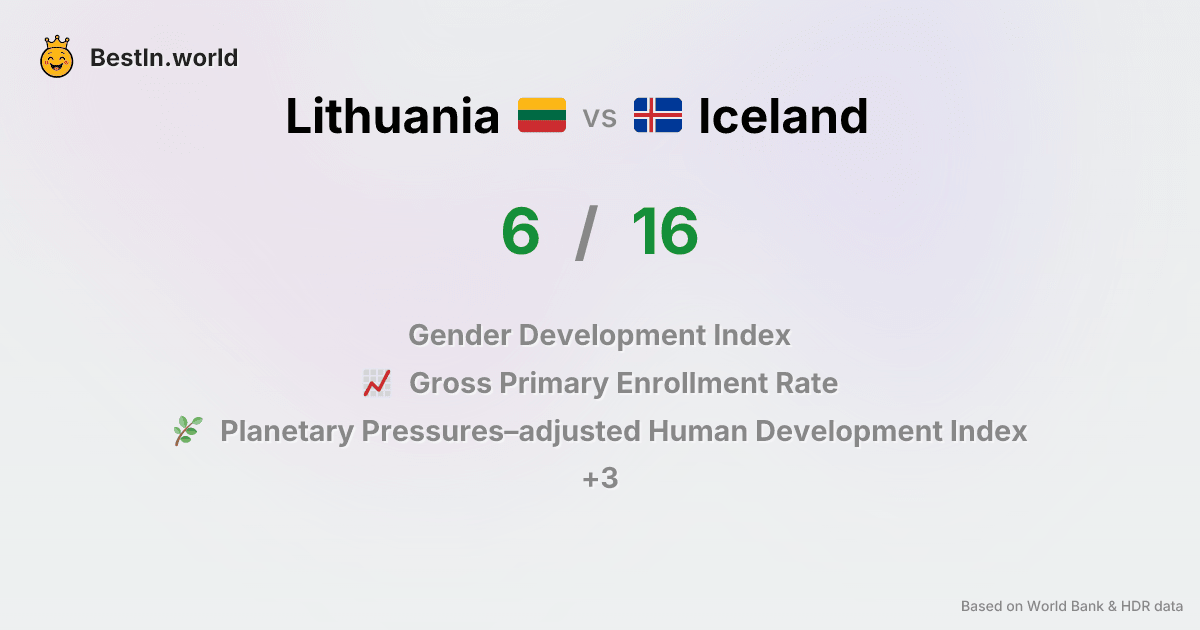 BestIn.world
Lithuania vs Iceland
6 / 16
Gender Development Index
Gross Primary Enrollment Rate
Planetary Pressures–adjusted Human Development Index
+3
Based on World Bank & HDR data